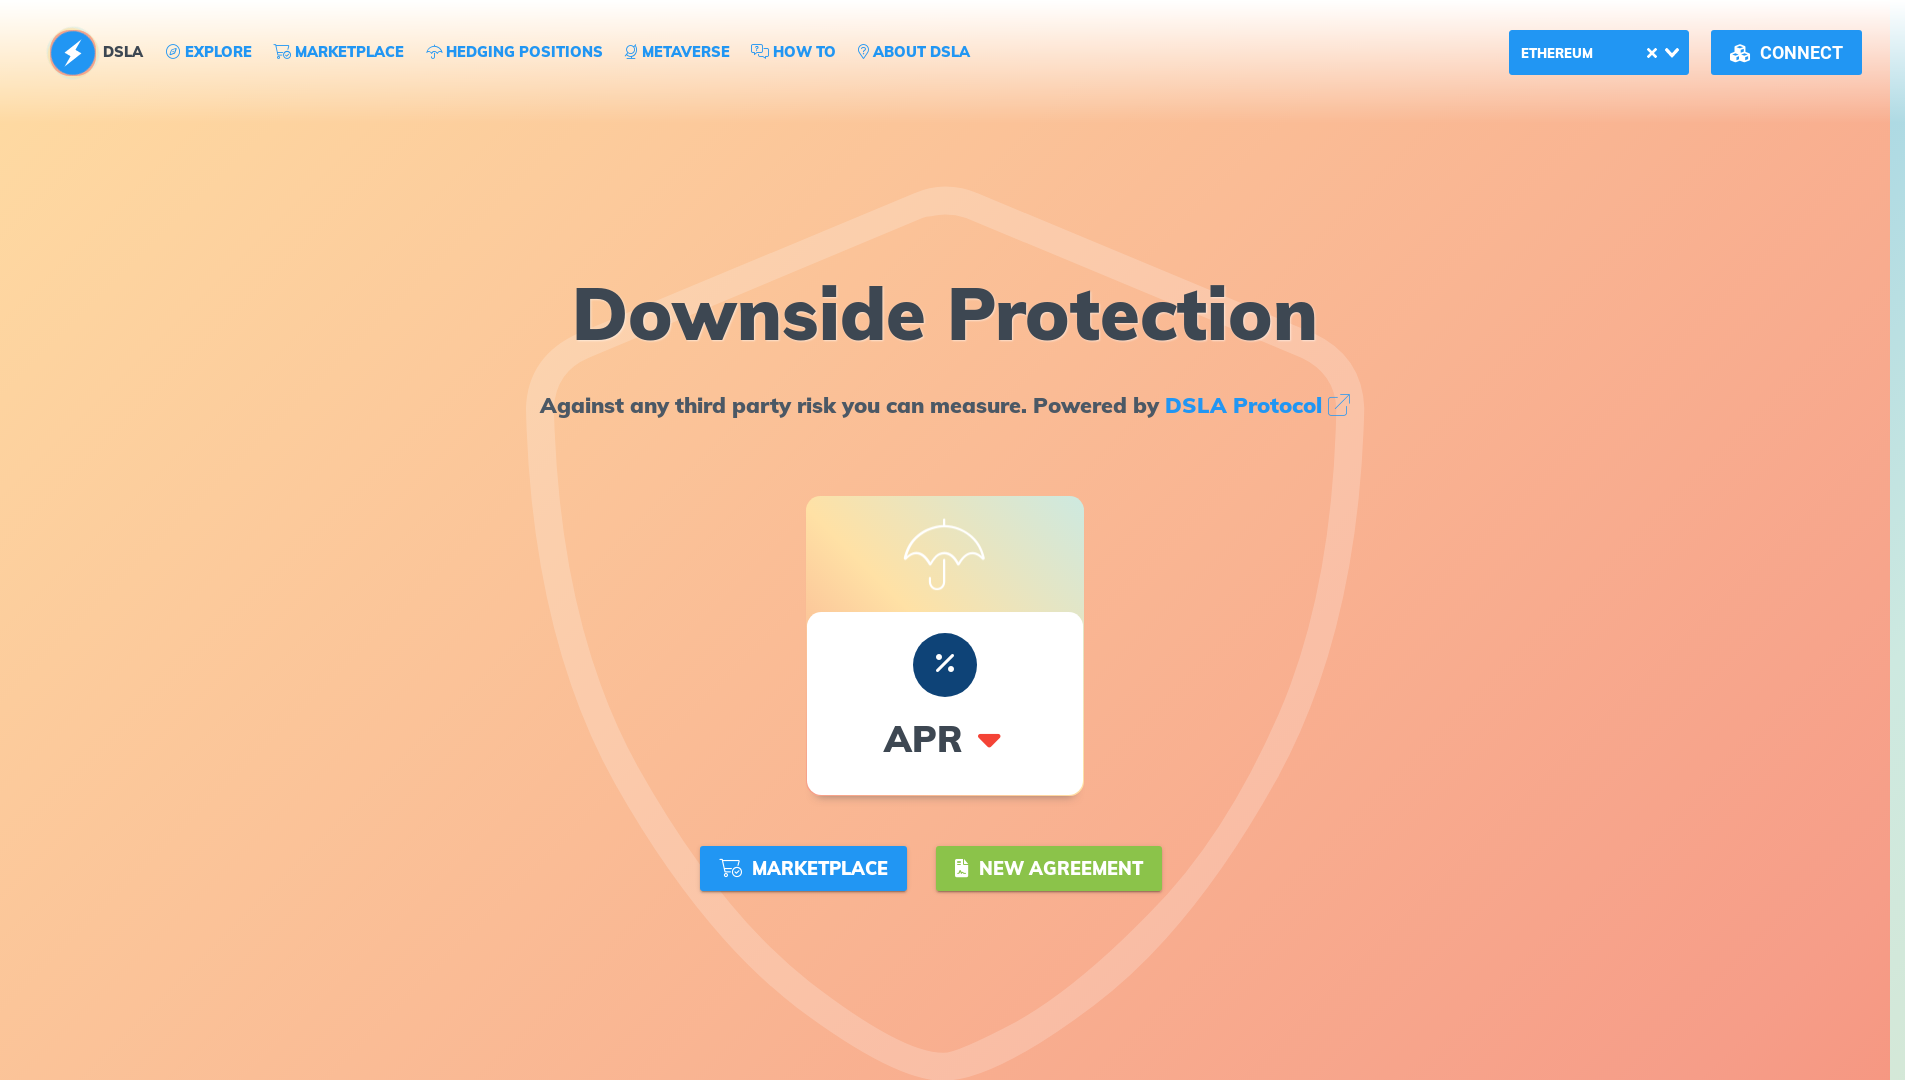 DSLA EXPLORE MARKETPLACE HEDGING POSITIONS METAVERSE HOW TO ABOUT DSLA ETHEREUM CONNECT
Downside Protection
Against any third party risk you can measure. Powered by DSLA Protocol
%
APR
MARKETPLACE NEW AGREEMENT